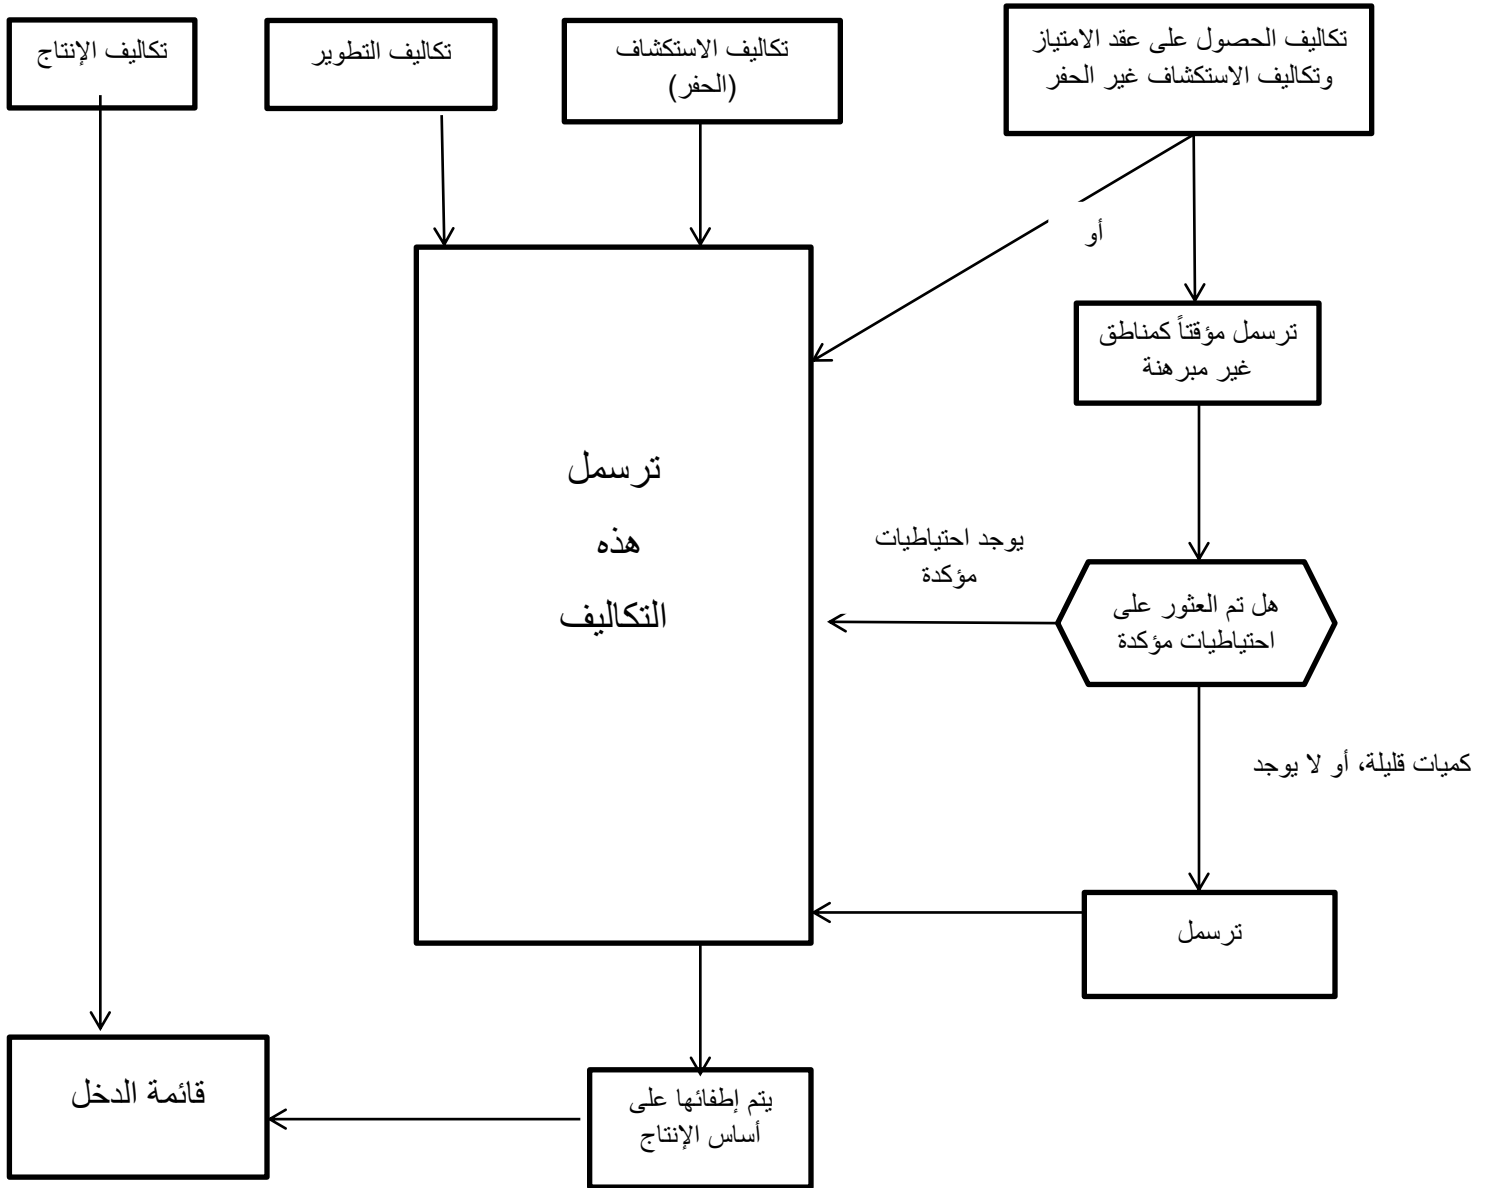 تكاليف الحصول على عقد الامتياز
وتكاليف الاستكشاف غير الحفر
تكاليف الاستكشاف
(الحفر)
تكاليف التطوير
تكاليف الإنتاج
أو
ترسمل مؤقتاً كمناطق
غير مبرهنة
ترسمل
هذه
التكاليف
يوجد احتياطيات
مؤكدة
هل تم العثور على
احتياطيات مؤكدة
كميات قليلة، أو لا يوجد
ترسمل
يتم إطفائها على
أساس الإنتاج
قائمة الدخل